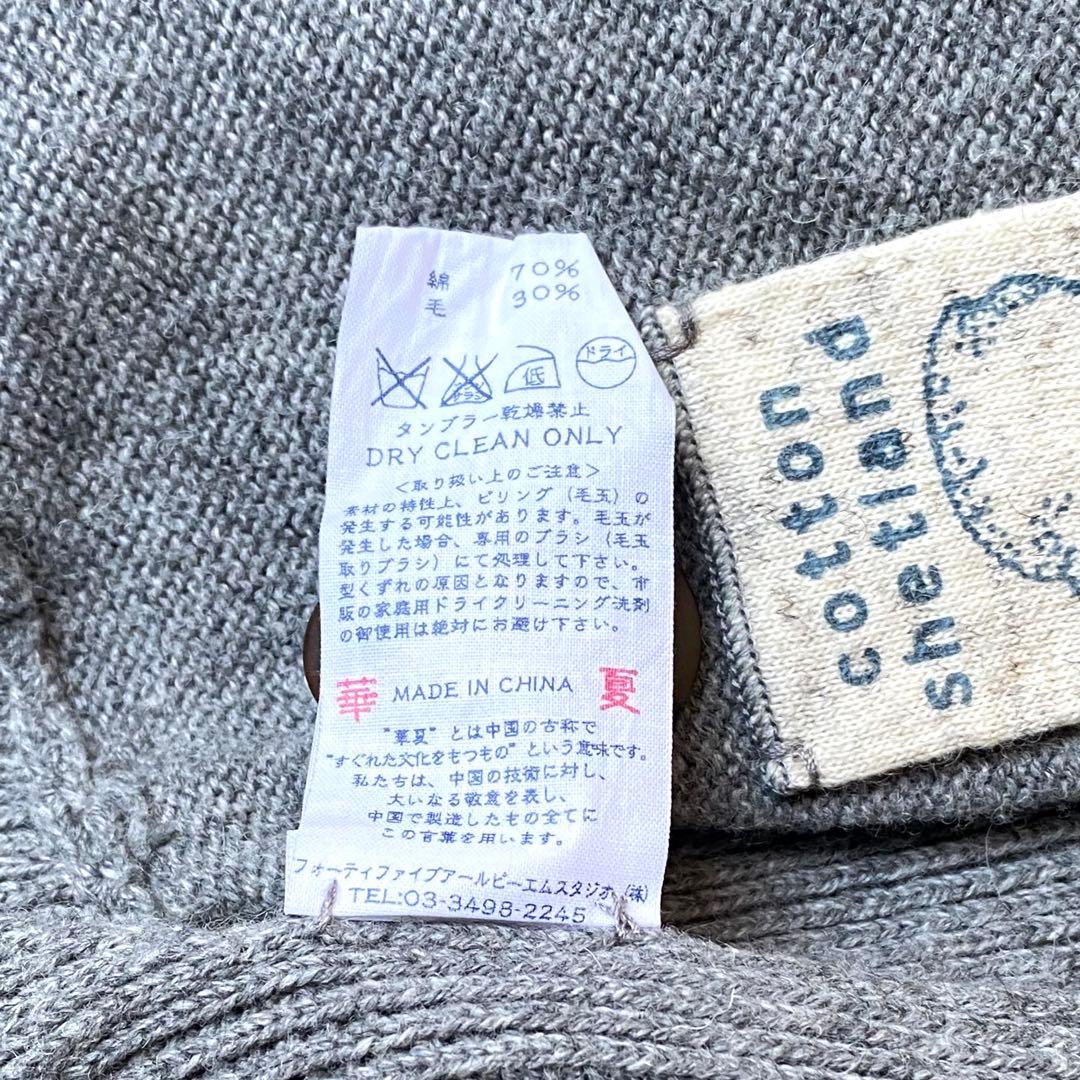 綿 70%
毛 30%
ドライ
低
タンブラー乾燥禁止
DRY CLEAN ONLY
<取り扱い上のご注意>
素材の特性上、ピリング(毛玉)の
発生する可能性があります。毛玉が
発生した場合、専用のブラシ(毛玉
取りブラシ)にて処理して下さい。
型くずれの原因となりますので、市
販の家庭用ドライクリーニング洗剤
の御使用は絶対にお避け下さい。
華 MADE IN CHINA 夏
"華夏"とは中国の古称で
"すぐれた文化をもつもの"という意味です。
私たちは、中国の技術に対し、
大いなる敬意を表し、
中国で製造したもの全てに
この言葉を用います。
フォーティファイブアールピーエムスタジオ(株)
TEL:03-3498-2245
cotton
shetland